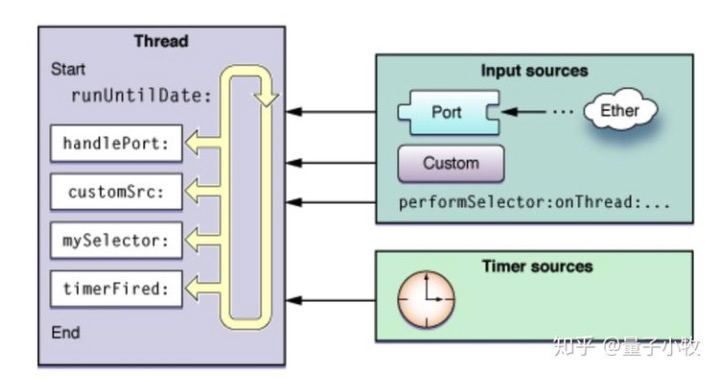 Thread
Start
runUntilDate:
handlePort:
customSrc:
mySelector:
timerFired:
End
Input sources
Port
... Ether
Custom
performSelector:onThread:...
Timer sources
知乎 @量子小牧